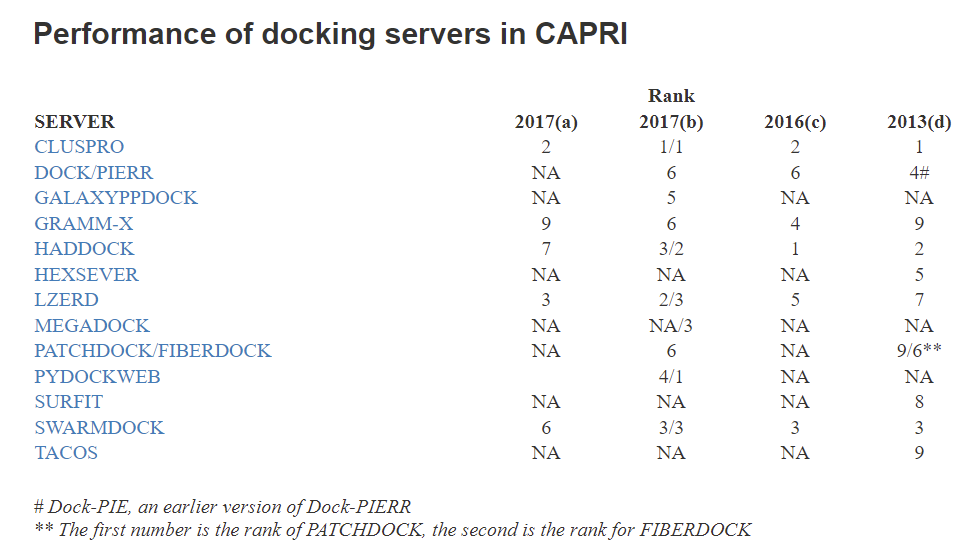 Performance of docking servers in CAPRI
Rank
SERVER 2017(a) 2017(b) 2016(c) 2013(d)
CLUSPRO 2 1/1 2 1
DOCK/PIERR NA 6 6 4#
GALAXYPPDOCK NA 5 NA NA
GRAMM-X 9 6 4 9
HADDOCK 7 3/2 1 2
HEXSEVER NA NA NA 5
LZERD 3 2/3 5 7
MEGADOCK NA NA/3 NA NA
PATCHDOCK/FIBERDOCK NA 6 NA 9/6**
PYDOCKWEB 4/1 NA NA
SURFIT NA NA NA 8
SWARMDOCK 6 3/3 3 3
TACOS NA NA NA 9
# Dock-PIE, an earlier version of Dock-PIERR
** The first number is the rank of PATCHDOCK, the second is the rank for FIBERDOCK